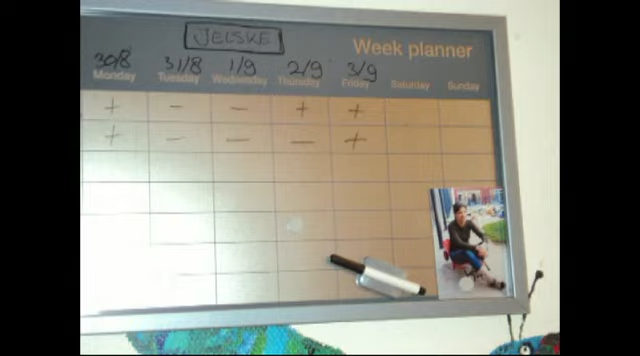 JELSKE
Week planner
30/8 31/8 1/9 2/9 3/9
Monday Tuesday Wednesday Thursday Friday Saturday Sunday
+ - - + +
+ - - - +